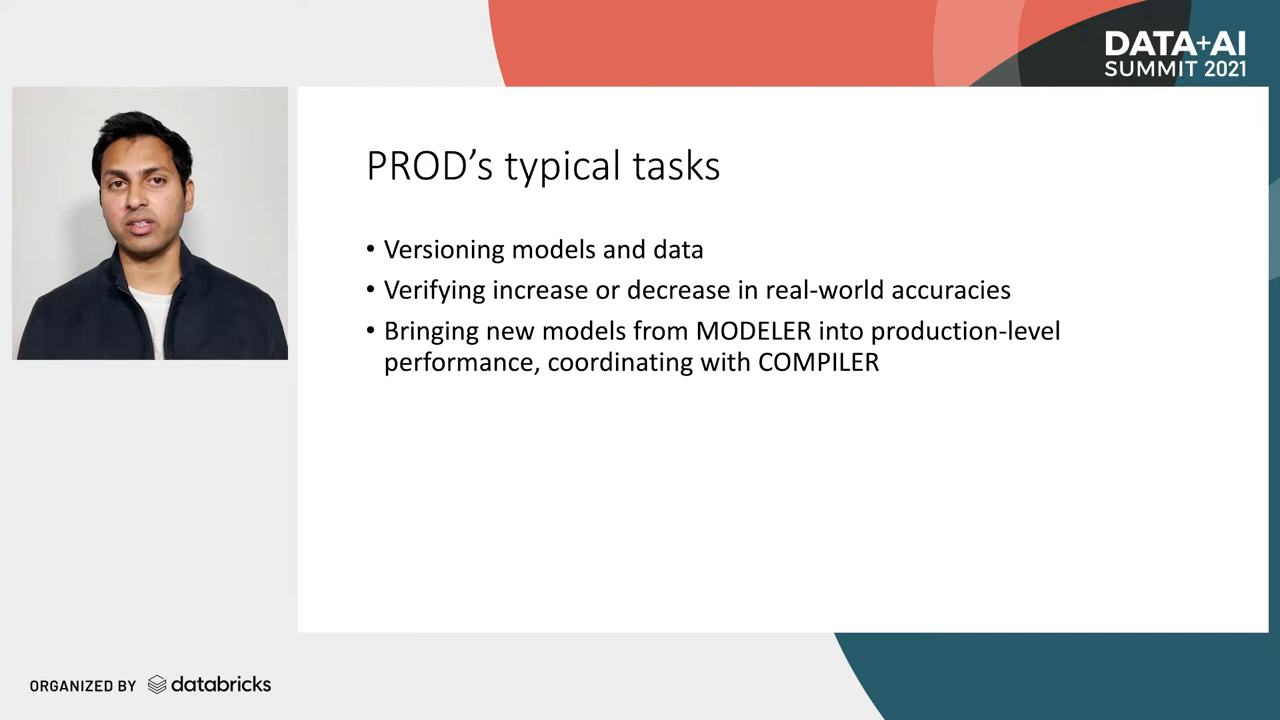 DATA+AI
SUMMIT 2021
PROD’s typical tasks
• Versioning models and data
• Verifying increase or decrease in real-world accuracies
• Bringing new models from MODELER into production-level
performance, coordinating with COMPILER
ORGANIZED BY databricks